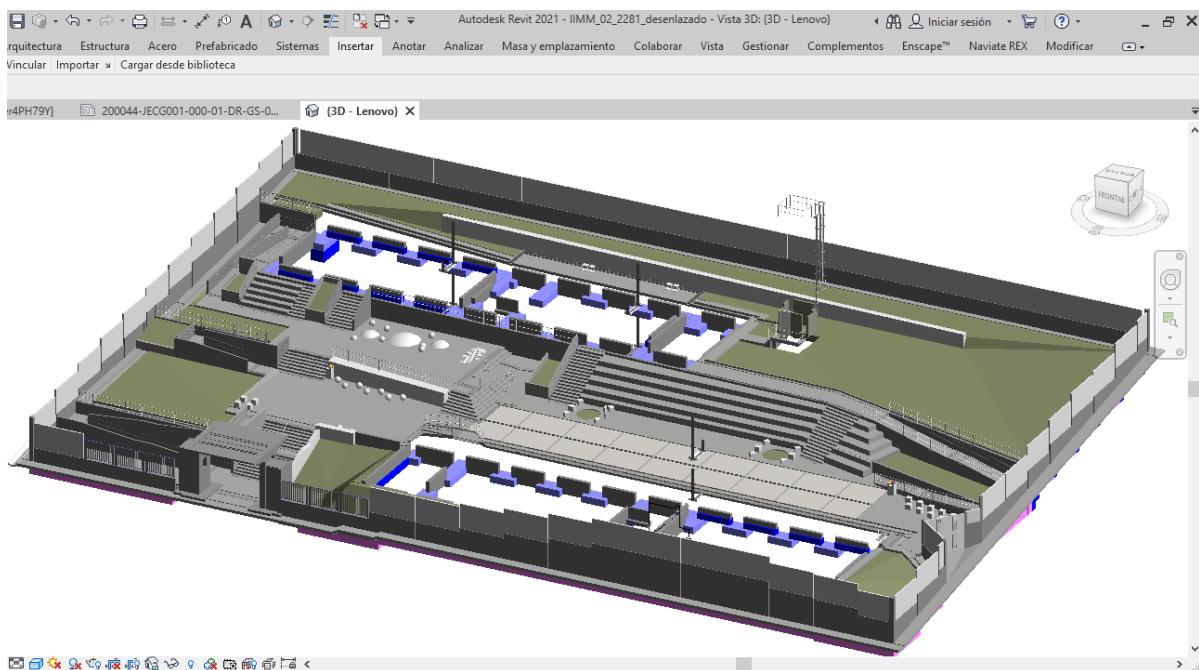 Autodesk Revit 2021 - IIMM_02_2281_desenlazado - Vista 3D: {3D - Lenovo}
Iniciar sesión
rquitectura Estructura Acero Prefabricado Sistemas Insertar Anotar Analizar Masa y emplazamiento Colaborar Vista Gestionar Complementos Enscape™ Naviate REX Modificar
Vincular Importar Cargar desde biblioteca
er4PH79Y} 200044-JECG001-000-01-DR-GS-0... {3D - Lenovo}
FRONTAL